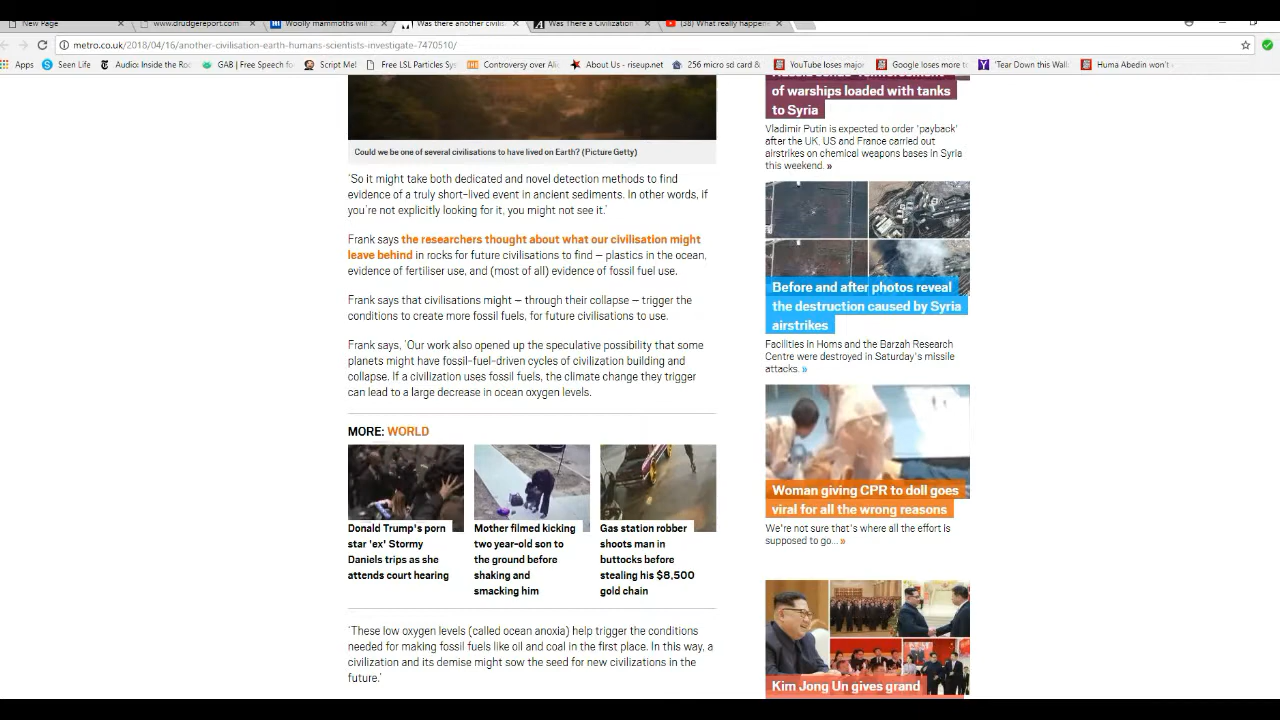 New Page
www.drudgereport.com
Woolly mammoths will
Was there another civilis
Was There a Civilization
(38) What really happene
metro.co.uk/2018/04/16/another-civilisation-earth-humans-scientists-investigate-7470510/
Apps
Seen Life
Audio: Inside the Roc
GAB | Free Speech fo
Script Me!
Free LSL Particles Sys
Controversy over Ali
About Us - riseup.net
256 micro sd card &
YouTube loses major
Google loses more t
'Tear Down this Wall
Huma Abedin won't
Could we be one of several civilisations to have lived on Earth? (Picture Getty)
'So it might take both dedicated and novel detection methods to find
evidence of a truly short-lived event in ancient sediments. In other words, if
you're not explicitly looking for it, you might not see it.'
Frank says the researchers thought about what our civilisation might
leave behind in rocks for future civilisations to find – plastics in the ocean,
evidence of fertiliser use, and (most of all) evidence of fossil fuel use.
Frank says that civilisations might – through their collapse – trigger the
conditions to create more fossil fuels, for future civilisations to use.
Frank says, 'Our work also opened up the speculative possibility that some
planets might have fossil-fuel-driven cycles of civilization building and
collapse. If a civilization uses fossil fuels, the climate change they trigger
can lead to a large decrease in ocean oxygen levels.
MORE: WORLD
Donald Trump's porn
star 'ex' Stormy
Daniels trips as she
attends court hearing
Mother filmed kicking
two year-old son to
the ground before
shaking and
smacking him
Gas station robber
shoots man in
buttocks before
stealing his $8,500
gold chain
'These low oxygen levels (called ocean anoxia) help trigger the conditions
needed for making fossil fuels like oil and coal in the first place. In this way, a
civilization and its demise might sow the seed for new civilizations in the
future.'
of warships loaded with tanks
to Syria
Vladimir Putin is expected to order 'payback'
after the UK, US and France carried out
airstrikes on chemical weapons bases in Syria
this weekend. »
Before and after photos reveal
the destruction caused by Syria
airstrikes
Facilities in Homs and the Barzah Research
Centre were destroyed in Saturday's missile
attacks. »
Woman giving CPR to doll goes
viral for all the wrong reasons
We're not sure that's where all the effort is
supposed to go... »
Kim Jong Un gives grand